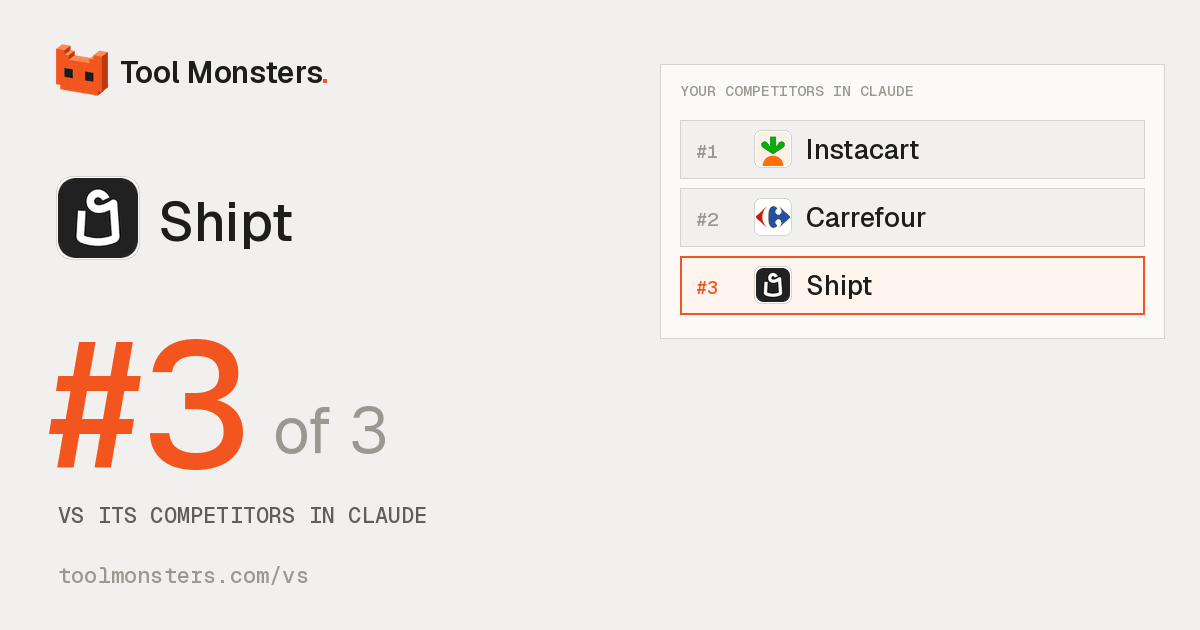 Tool Monsters.
Shipt
#3 of 3
VS ITS COMPETITORS IN CLAUDE
toolmonsters.com/vs
YOUR COMPETITORS IN CLAUDE
#1 Instacart
#2 Carrefour
#3 Shipt